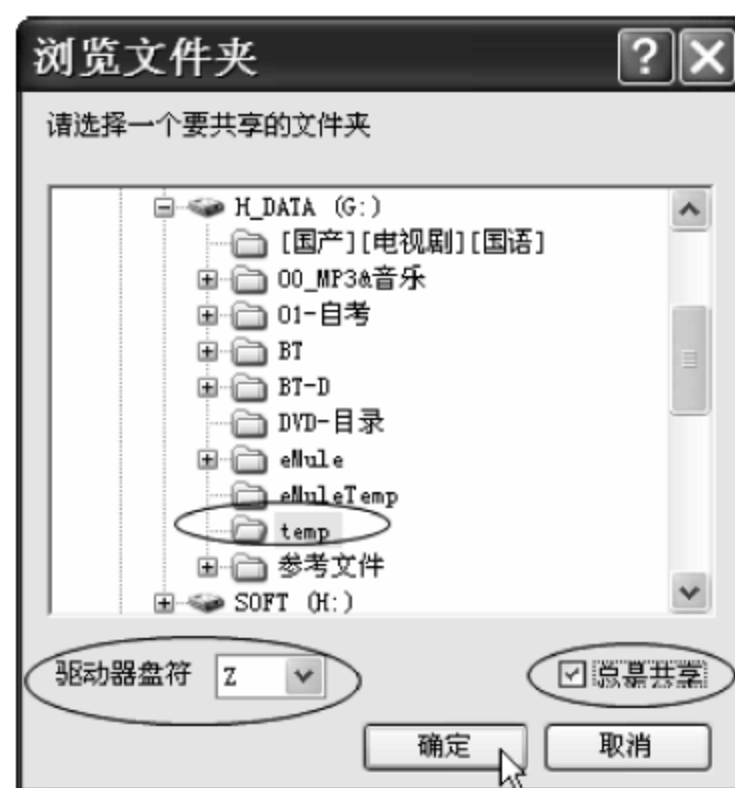 浏览文件夹
请选择一个要共享的文件夹
H_DATA (G:)
[国产][电视剧][国语]
00_MP3&音乐
01-自考
BT
BT-D
DVD-目录
eMule
eMuleTemp
temp
参考文件
SOFT (H:)
驱动器盘符 Z 总是共享
确定 取消